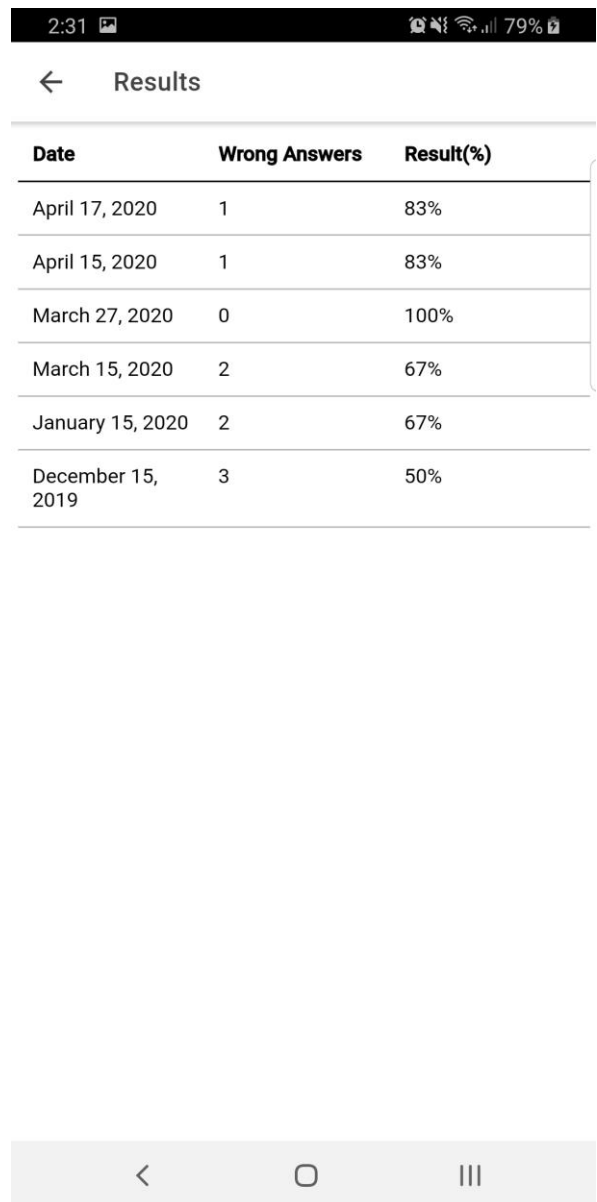 2:31 79%
Results
Date Wrong Answers Result(%)
April 17, 2020 1 83%
April 15, 2020 1 83%
March 27, 2020 0 100%
March 15, 2020 2 67%
January 15, 2020 2 67%
December 15, 3 50%
2019